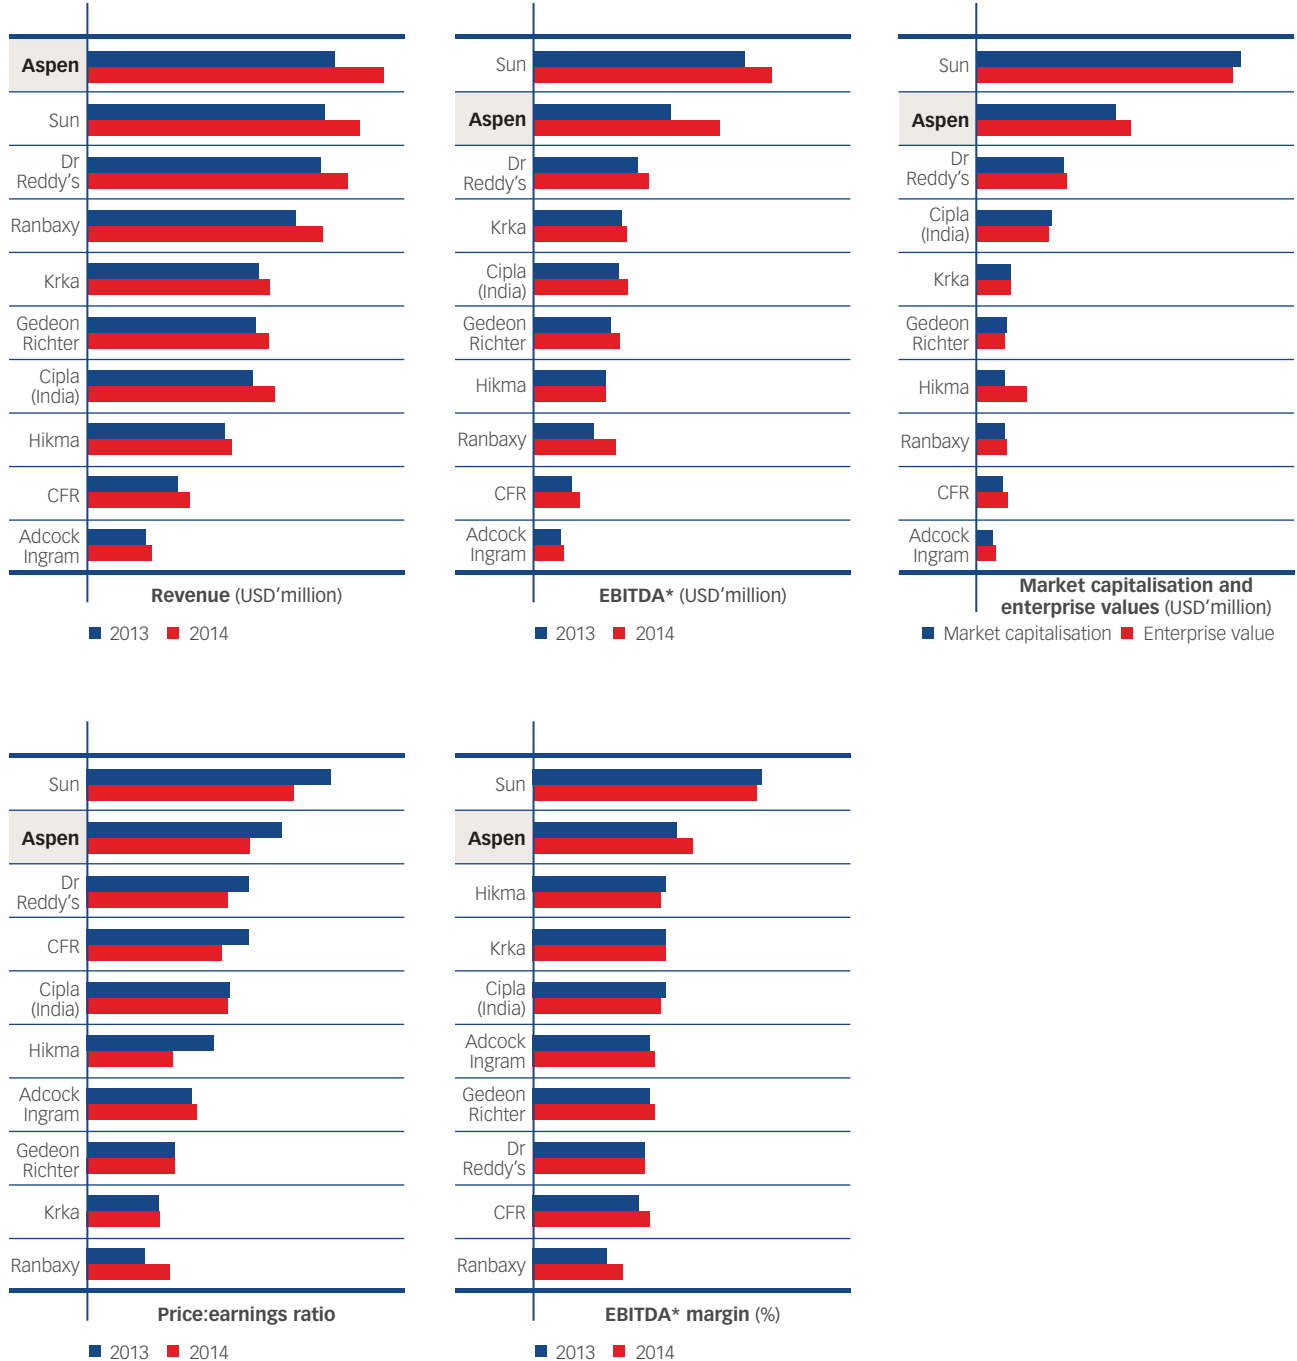 Aspen
Sun
Dr
Reddy’s
Ranbaxy
Krka
Gedeon
Richter
Cipla
(India)
Hikma
CFR
Adcock
Ingram
Revenue (USD’million)
2013 2014
Sun
Aspen
Dr
Reddy’s
Krka
Cipla
(India)
Gedeon
Richter
Hikma
Ranbaxy
CFR
Adcock
Ingram
EBITDA* (USD’million)
2013 2014
Sun
Aspen
Dr
Reddy’s
Cipla
(India)
Krka
Gedeon
Richter
Hikma
Ranbaxy
CFR
Adcock
Ingram
Market capitalisation and
enterprise values (USD’million)
Market capitalisation Enterprise value
Sun
Aspen
Dr
Reddy’s
CFR
Cipla
(India)
Hikma
Adcock
Ingram
Gedeon
Richter
Krka
Ranbaxy
Price:earnings ratio
2013 2014
Sun
Aspen
Hikma
Krka
Cipla
(India)
Adcock
Ingram
Gedeon
Richter
Dr
Reddy’s
CFR
Ranbaxy
EBITDA* margin (%)
2013 2014